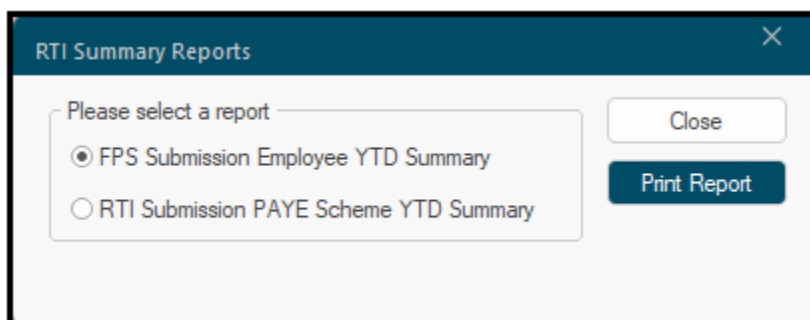 RTI Summary Reports
Please select a report
FPS Submission Employee YTD Summary
RTI Submission PAYE Scheme YTD Summary
Close
Print Report